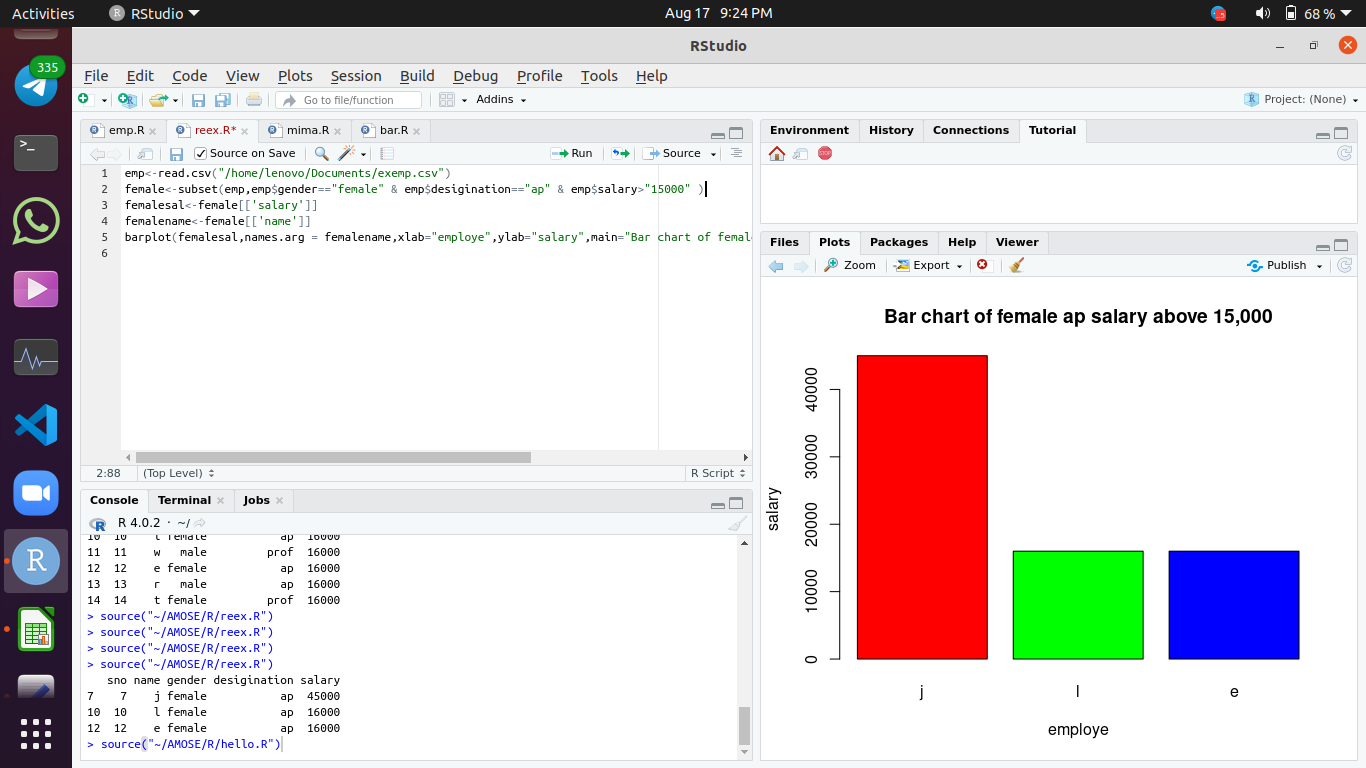 Activities RStudio Aug 17 9:24 PM 68 %
335
RStudio
File Edit Code View Plots Session Build Debug Profile Tools Help
Go to file/function Addins Project: (None)
emp.R reex.R* mima.R bar.R
Source on Save Run Source
1 emp<-read.csv("/home/lenovo/Documents/exemp.csv")
2 female<-subset(emp,emp$gender=="female" & emp$desigination=="ap" & emp$salary>"15000" )
3 femalesal<-female[['salary']]
4 femalename<-female[['name']]
5 barplot(femalesal,names.arg = femalename,xlab="employe",ylab="salary",main="Bar chart of femal
6
2:88 (Top Level) R Script
Console Terminal Jobs
R 4.0.2 · ~/
10 10 l female ap 16000
11 11 w male prof 16000
12 12 e female ap 16000
13 13 r male ap 16000
14 14 t female prof 16000
> source("~/AMOSE/R/reex.R")
> source("~/AMOSE/R/reex.R")
> source("~/AMOSE/R/reex.R")
> source("~/AMOSE/R/reex.R")
sno name gender desigination salary
7 7 j female ap 45000
10 10 l female ap 16000
12 12 e female ap 16000
> source("~/AMOSE/R/hello.R")
Environment History Connections Tutorial
Files Plots Packages Help Viewer
Zoom Export Publish
Bar chart of female ap salary above 15,000
salary
40000
30000
20000
10000
0
j l e
employe